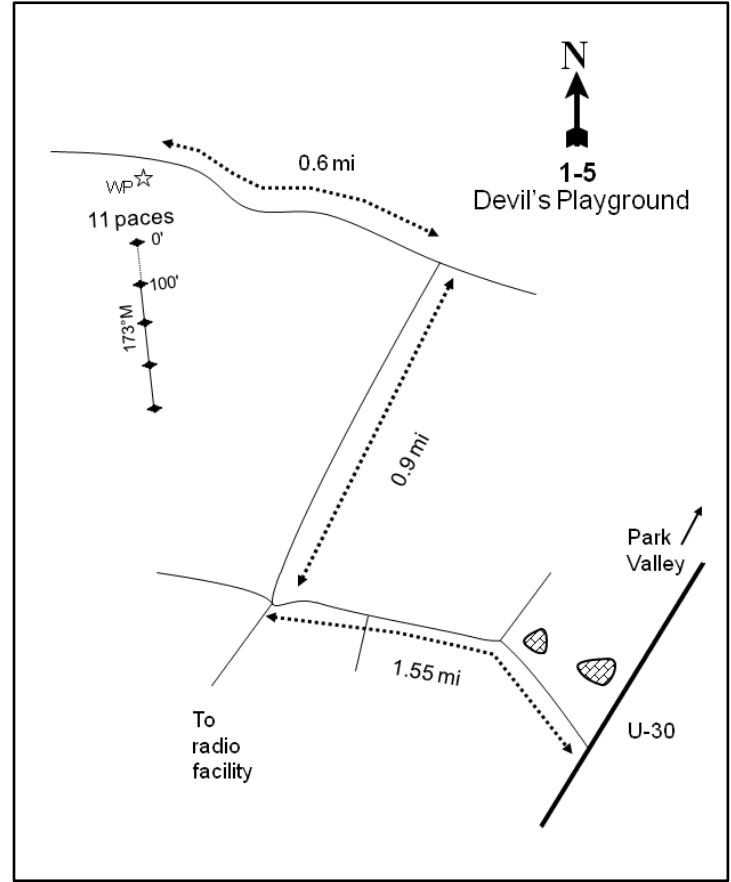 N
1-5
Devil's Playground
0.6 mi
WP
11 paces
0'
100'
173°M
0.9 mi
Park
Valley
1.55 mi
To
radio
facility
U-30